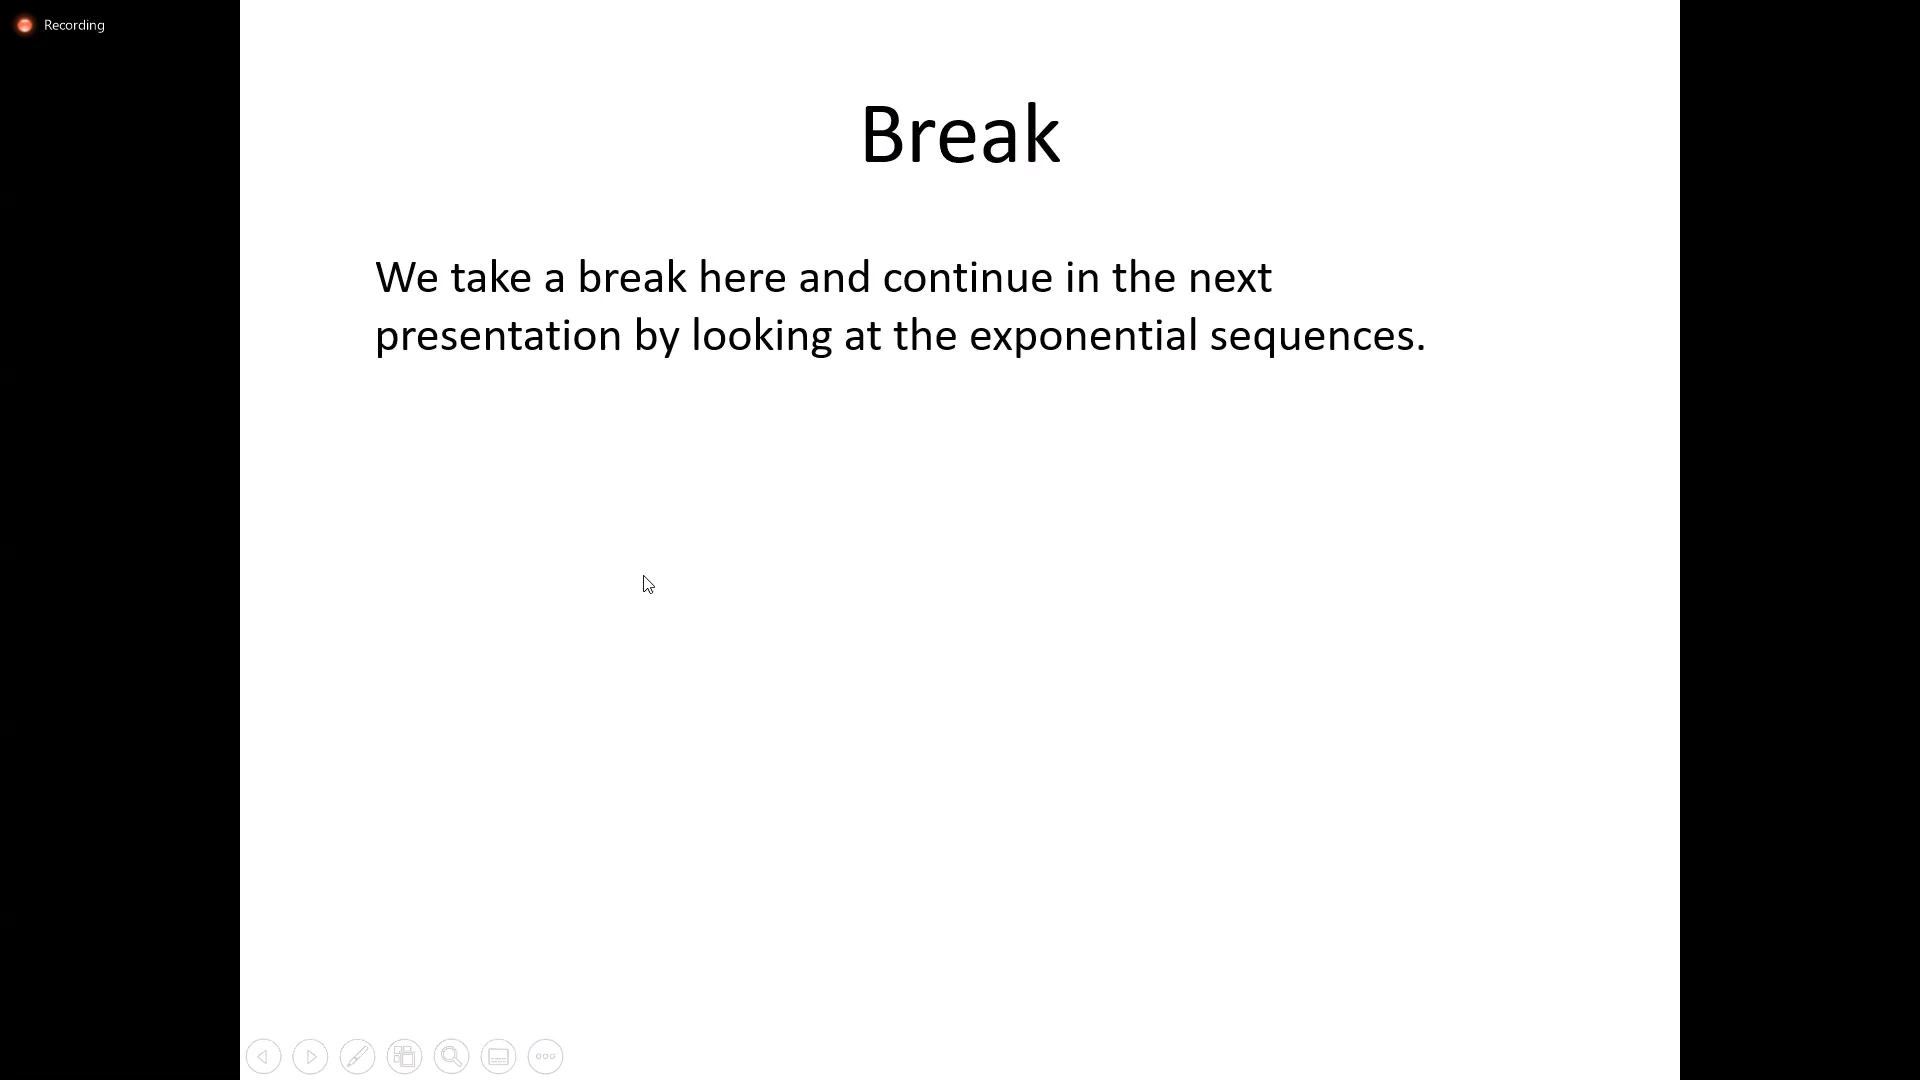 Recording
Break
We take a break here and continue in the next
presentation by looking at the exponential sequences.